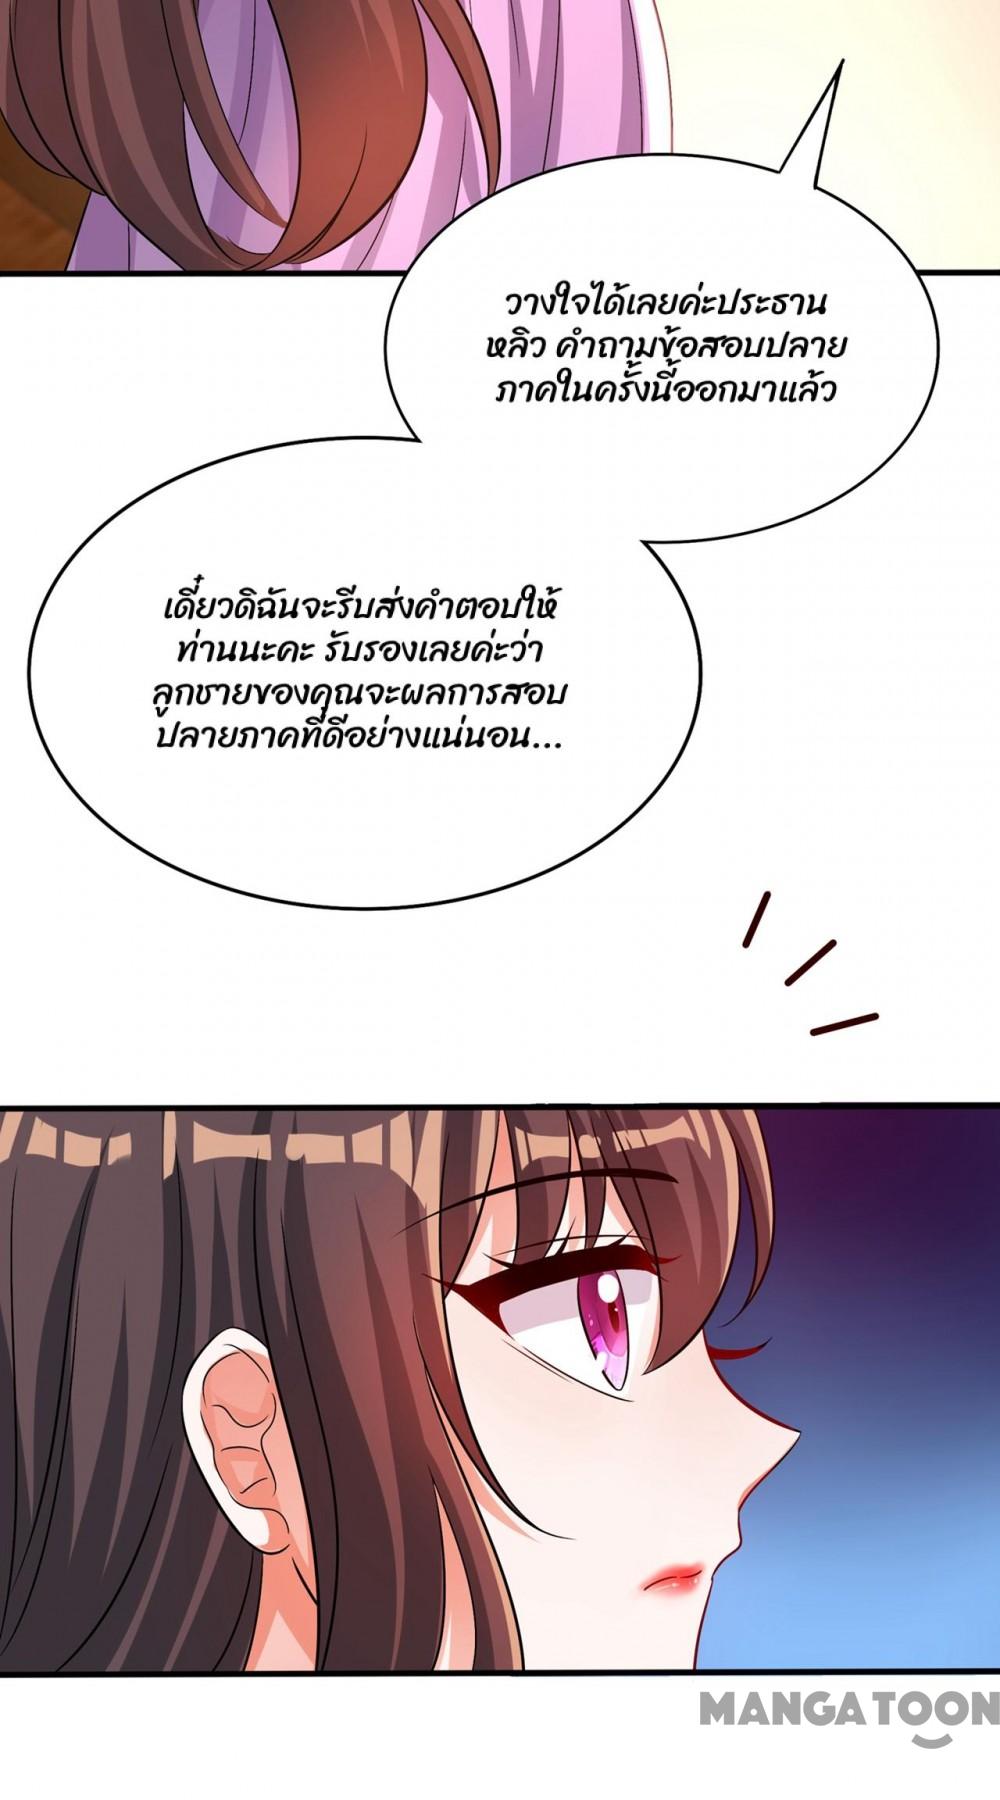 วางใจได้เลยค่ะประธาน
หลิว คำถามข้อสอบปลาย
ภาคในครั้งนี้ออกมาแล้ว
เดี๋ยวดิฉันจะรีบส่งคำตอบให้
ท่านนะคะ รับรองเลยค่ะว่า
ลูกชายของคุณจะผลการสอบ
ปลายภาคที่ดีอย่างแน่นอน...
MANGATOON